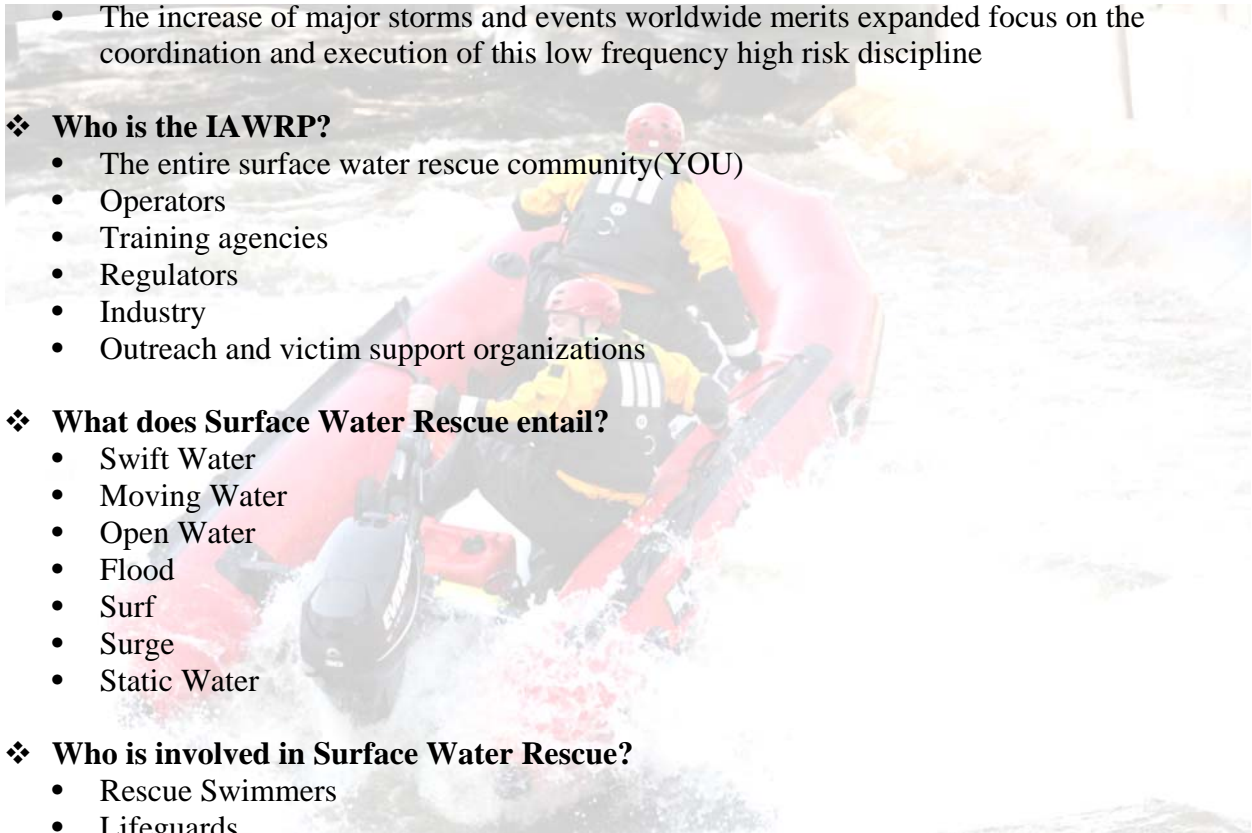 • The increase of major storms and events worldwide merits expanded focus on the
coordination and execution of this low frequency high risk discipline
❖ Who is the IAWRP?
• The entire surface water rescue community(YOU)
• Operators
• Training agencies
• Regulators
• Industry
• Outreach and victim support organizations
❖ What does Surface Water Rescue entail?
• Swift Water
• Moving Water
• Open Water
• Flood
• Surf
• Surge
• Static Water
❖ Who is involved in Surface Water Rescue?
• Rescue Swimmers
• Lifeguards